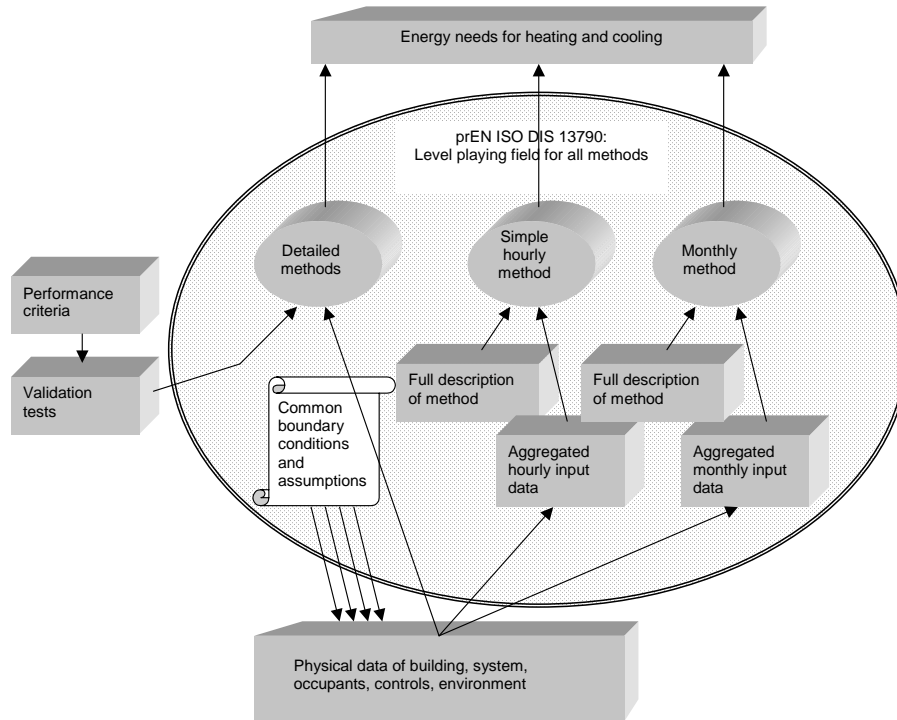 Energy needs for heating and cooling
prEN ISO DIS 13790:
Level playing field for all methods
Detailed
methods
Simple
hourly
method
Monthly
method
Performance
criteria
Validation
tests
Full description
of method
Full description
of method
Common
boundary
conditions
and
assumptions
Aggregated
hourly input
data
Aggregated
monthly input
data
Physical data of building, system,
occupants, controls, environment